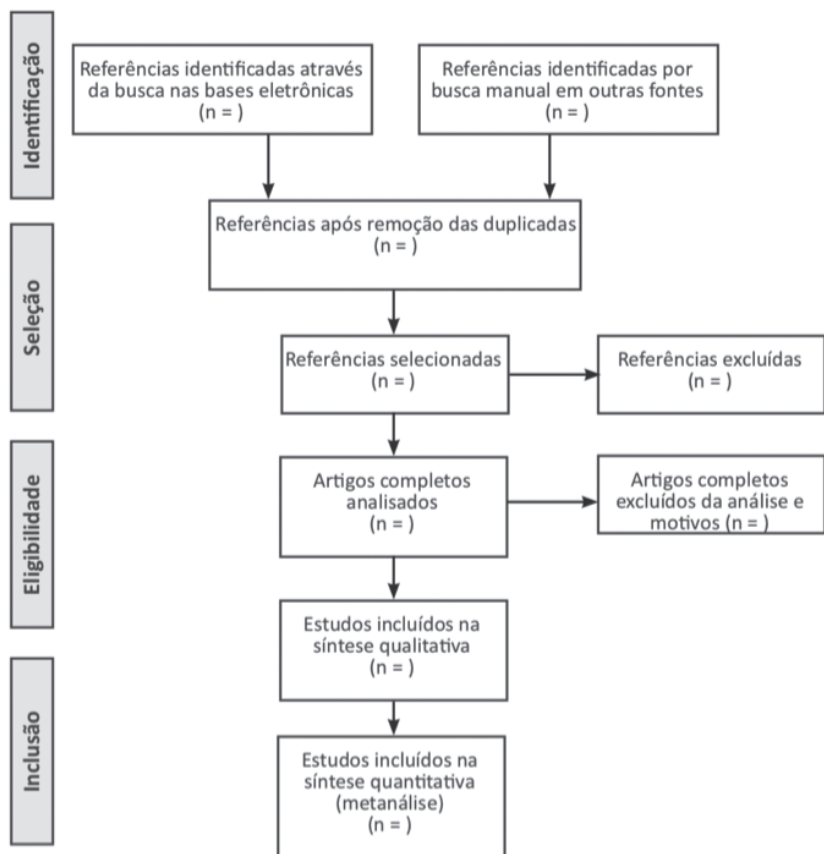 Identificação
Referências identificadas através
da busca nas bases eletrônicas
(n = )
Referências identificadas por
busca manual em outras fontes
(n = )
Referências após remoção das duplicadas
(n = )
Seleção
Referências selecionadas
(n = )
Referências excluídas
(n = )
Eligibilidade
Artigos completos
analisados
(n = )
Artigos completos
excluídos da análise e
motivos (n = )
Estudos incluídos na
síntese qualitativa
(n = )
Inclusão
Estudos incluídos na
síntese quantitativa
(metanálise)
(n = )